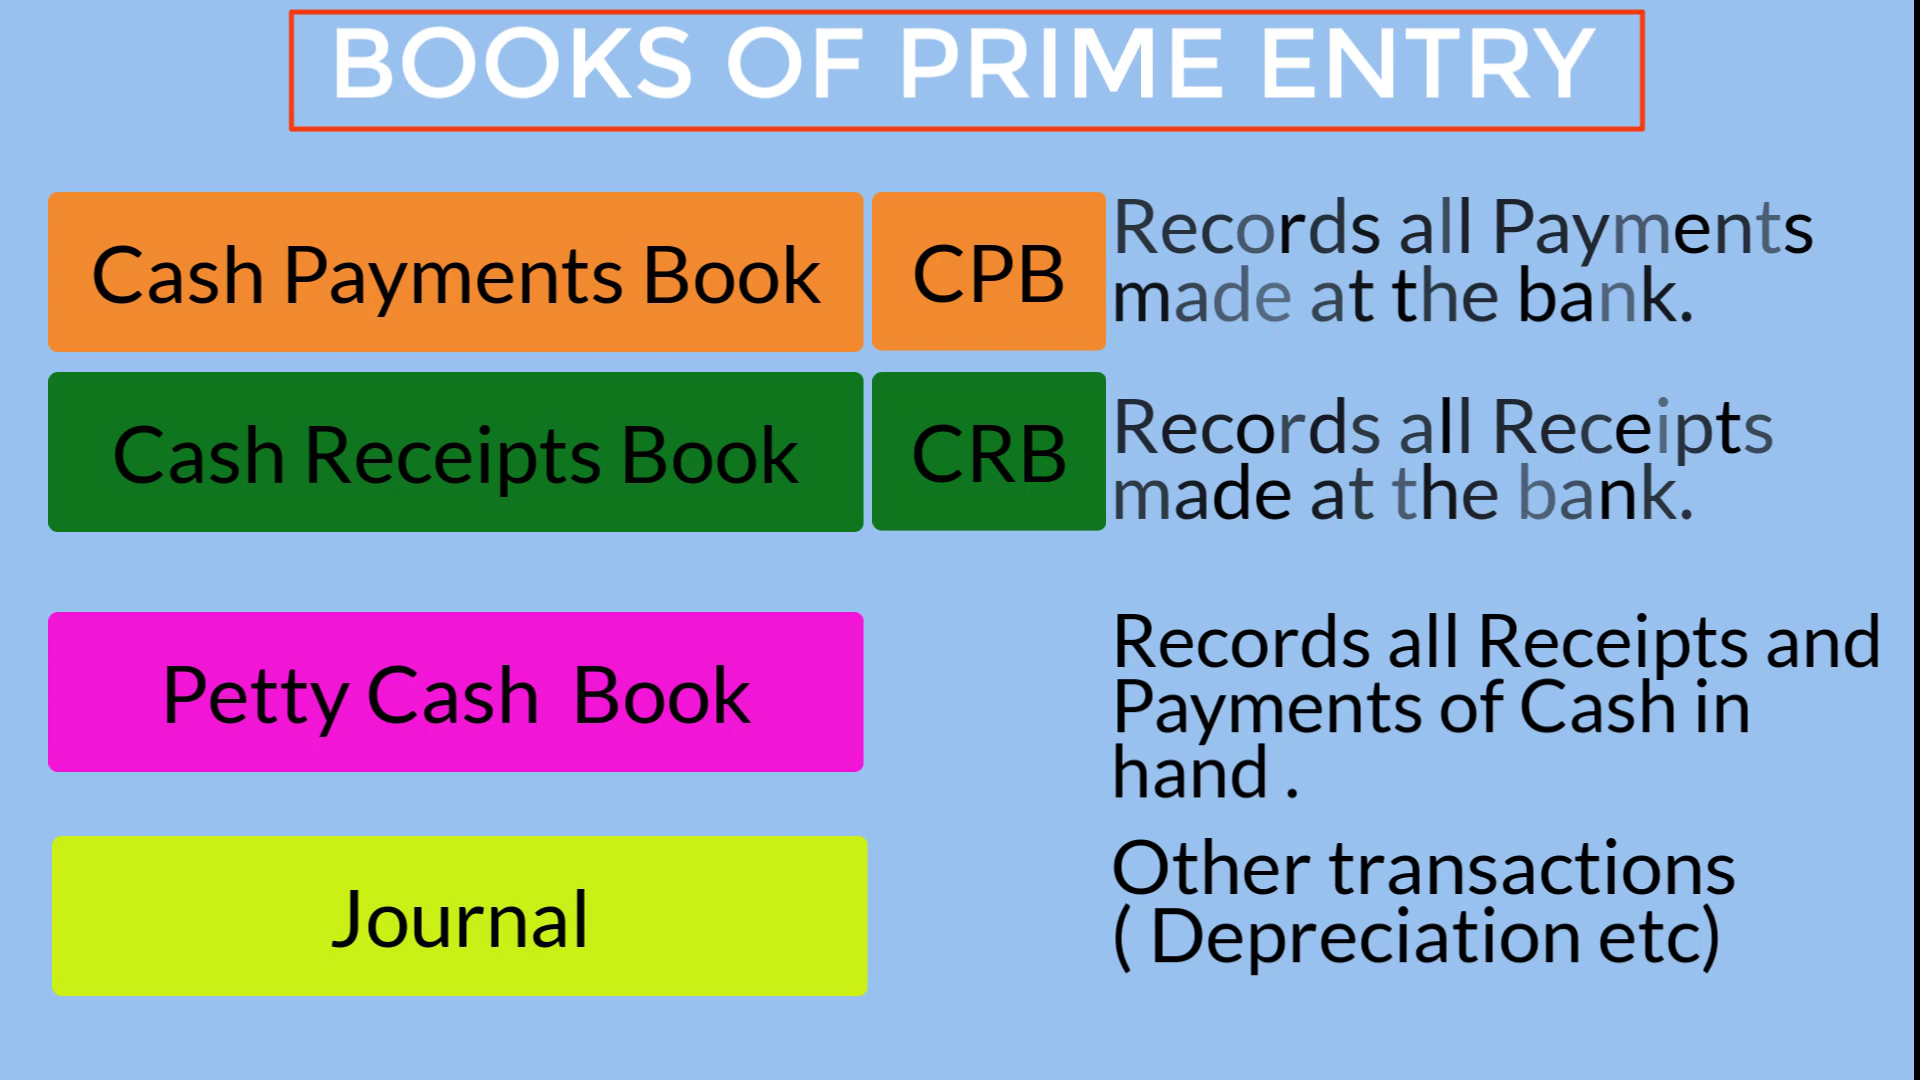 BOOKS OF PRIME ENTRY
Cash Payments Book
CPB
Records all Payments
made at the bank.
Cash Receipts Book
CRB
Records all Receipts
made at the bank.
Petty Cash Book
Records all Receipts and
Payments of Cash in
hand .
Journal
Other transactions
( Depreciation etc)